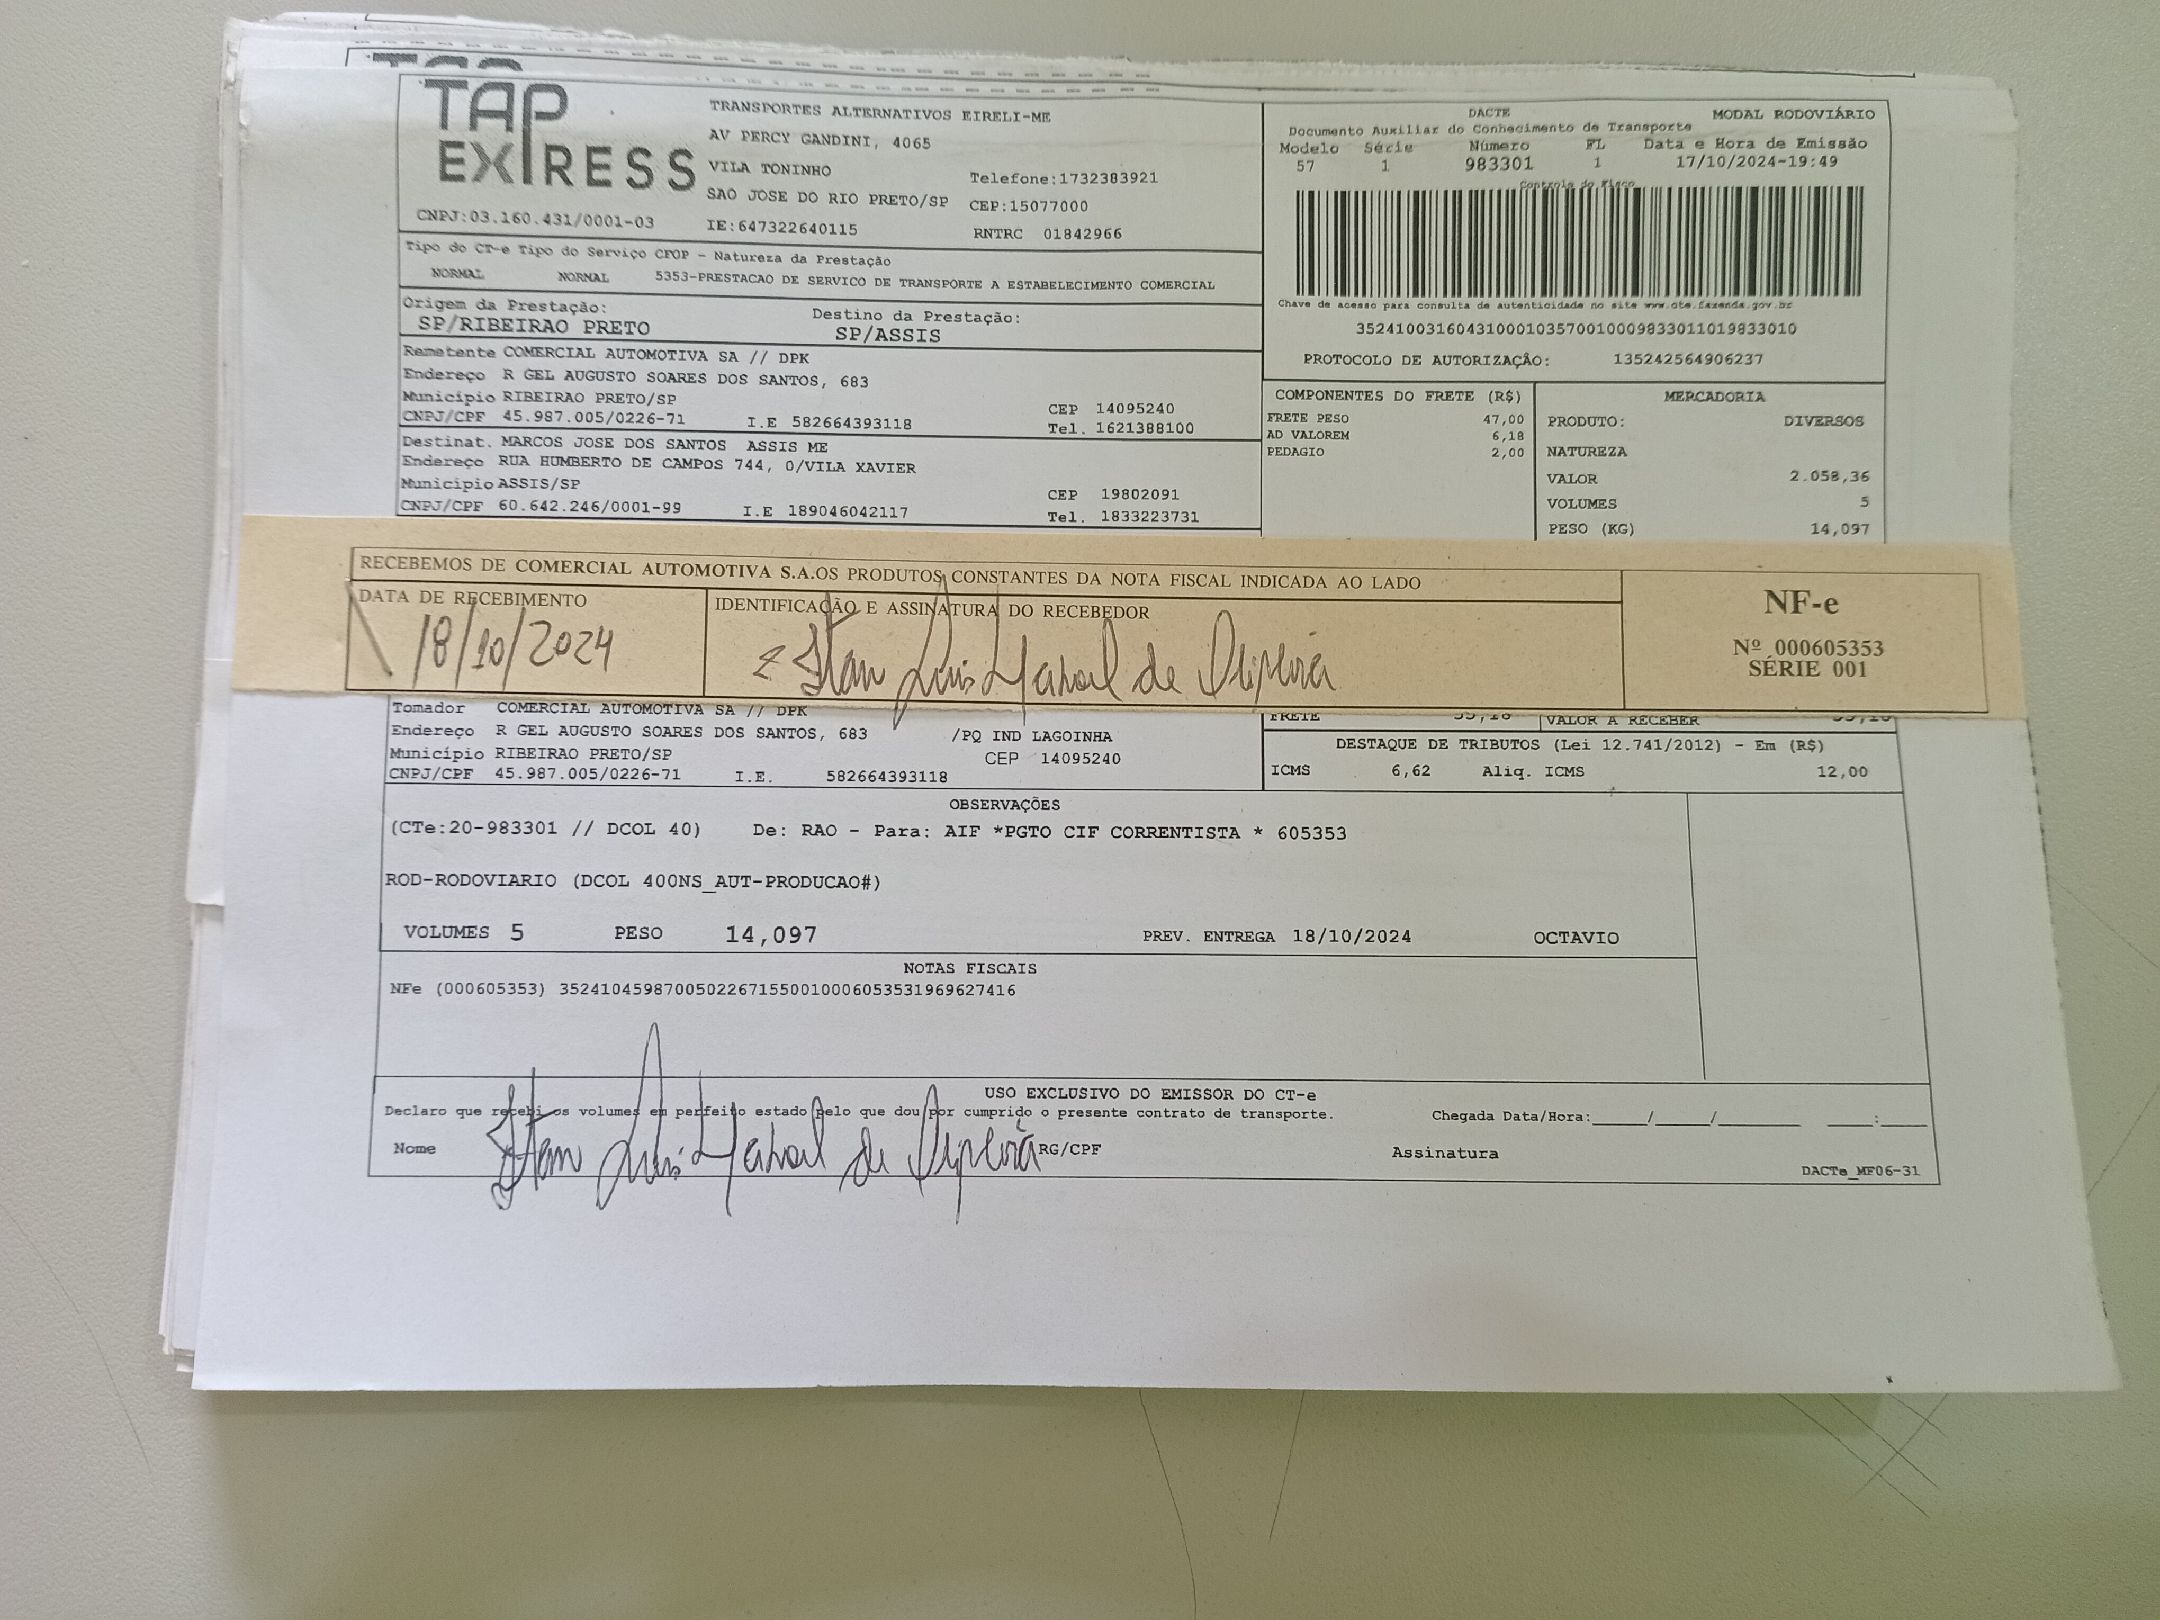 TAP
EXPRESS
CNPJ:03.160.431/0001-03
TRANSPORTES ALTERNATIVOS EIRELI-ME
AV PERCY GANDINI, 4065
VILA TONINHO
Telefone:1732383921
SAO JOSE DO RIO PRETO/SP CEP:15077000
IE:647322640115 RNTRC 01842966
DACTE MODAL RODOVIÁRIO
Documento Auxiliar do Conhecimento de Transporte
Modelo Série Número FL Data e Hora de Emissão
57 1 983301 1 17/10/2024-19:49
Controle do Fisco
Chave de acesso para consulta de autenticidade no site www.cte.fazenda.gov.br
35241003160431000103570010009833011019833010
PROTOCOLO DE AUTORIZAÇÃO: 135242564906237
Tipo do CT-e Tipo do Serviço CFOP - Natureza da Prestação
NORMAL NORMAL 5353-PRESTACAO DE SERVICO DE TRANSPORTE A ESTABELECIMENTO COMERCIAL
Origem da Prestação: Destino da Prestação:
SP/RIBEIRAO PRETO SP/ASSIS
Remetente COMERCIAL AUTOMOTIVA SA // DPK
Endereço R GEL AUGUSTO SOARES DOS SANTOS, 683
Município RIBEIRAO PRETO/SP CEP 14095240
CNPJ/CPF 45.987.005/0226-71 I.E 582664393118 Tel. 1621388100
Destinat. MARCOS JOSE DOS SANTOS ASSIS ME
Endereço RUA HUMBERTO DE CAMPOS 744, 0/VILA XAVIER
Município ASSIS/SP CEP 19802091
CNPJ/CPF 60.642.246/0001-99 I.E 189046042117 Tel. 1833223731
COMPONENTES DO FRETE (R$)
FRETE PESO 47,00
AD VALOREM 6,18
PEDAGIO 2,00
MERCADORIA
PRODUTO: DIVERSOS
NATUREZA
VALOR 2.058,36
VOLUMES 5
PESO (KG) 14,097
RECEBEMOS DE COMERCIAL AUTOMOTIVA S.A.OS PRODUTOS CONSTANTES DA NOTA FISCAL INDICADA AO LADO
DATA DE RECEBIMENTO IDENTIFICAÇÃO E ASSINATURA DO RECEBEDOR
18/10/2024
de Oliveira
NF-e
Nº 000605353
SÉRIE 001
Tomador COMERCIAL AUTOMOTIVA SA // DPK
Endereço R GEL AUGUSTO SOARES DOS SANTOS, 683 /PQ IND LAGOINHA
Município RIBEIRAO PRETO/SP CEP 14095240
CNPJ/CPF 45.987.005/0226-71 I.E. 582664393118
FRETE VALOR A RECEBER
DESTAQUE DE TRIBUTOS (Lei 12.741/2012) - Em (R$)
ICMS 6,62 Aliq. ICMS 12,00
OBSERVAÇÕES
(CTe:20-983301 // DCOL 40) De: RAO - Para: AIF *PGTO CIF CORRENTISTA * 605353
ROD-RODOVIARIO (DCOL 400NS_AUT-PRODUCAO#)
VOLUMES 5 PESO 14,097 PREV. ENTREGA 18/10/2024 OCTAVIO
NOTAS FISCAIS
NFe (000605353) 35241045987005022671550010006053531969627416
USO EXCLUSIVO DO EMISSOR DO CT-e
Declaro que recebi os volumes em perfeito estado pelo que dou por cumprido o presente contrato de transporte. Chegada Data/Hora:_____/_____/________ ____:____
Nome de Oliveira RG/CPF Assinatura
DACTe_MF06-31